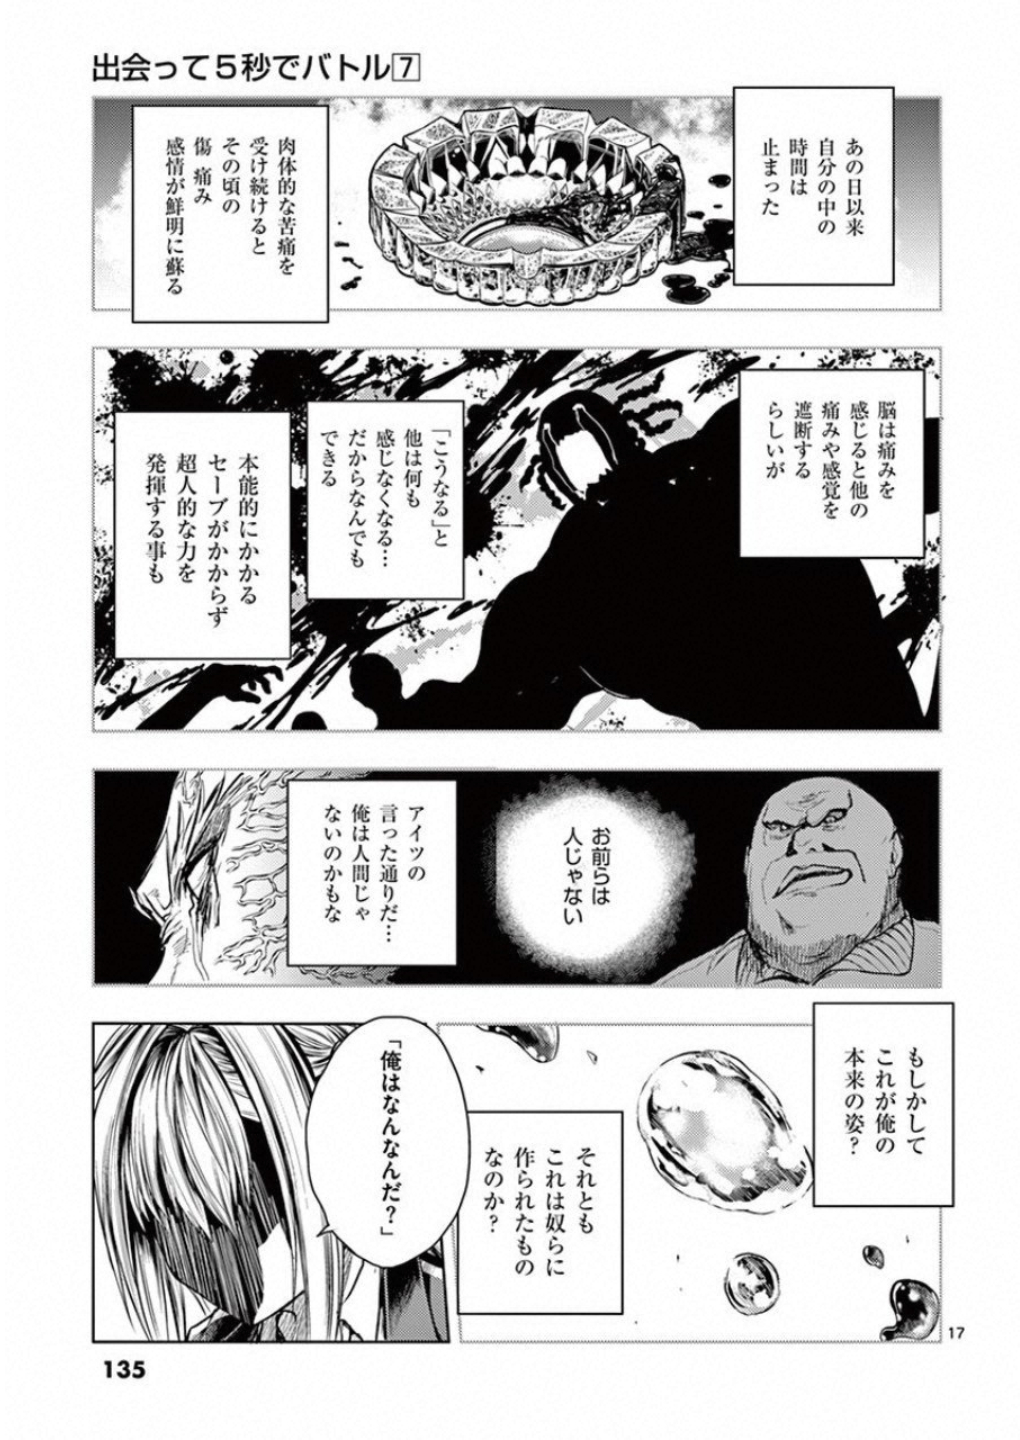 出会って5秒でバトル7
あの日以来
自分の中の
時間は
止まった
肉体的な苦痛を
受け続けると
その頃の
傷 痛み
感情が鮮明に蘇る
脳は痛みを
感じると他の
痛みや感覚を
遮断する
らしいが
「こうなる」と
他は何も
感じなくなる…
だからなんでも
できる
本能的にかかる
セーブがかからず
超人的な力を
発揮する事も
お前らは
人じゃない
アイツの
言った通りだ…
俺は人間じゃ
ないのかもな
もしかして
これが俺の
本来の姿?
それとも
これは奴らに
作られたもの
なのか?
「俺はなんなんだ?」
17
135